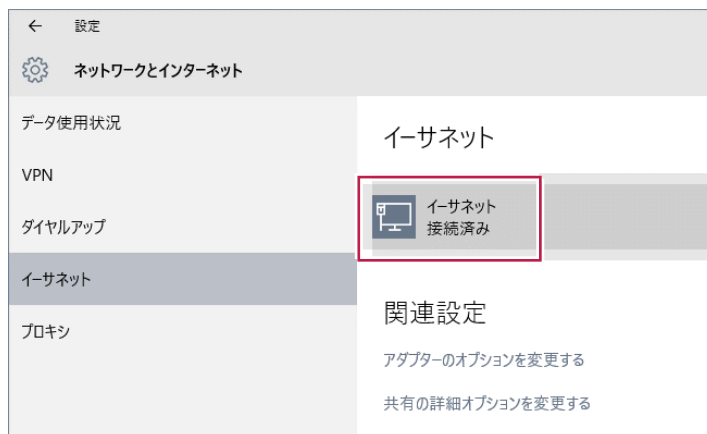 ← 設定
ネットワークとインターネット
データ使用状況
VPN
ダイヤルアップ
イーサネット
プロキシ
イーサネット
イーサネット
接続済み
関連設定
アダプターのオプションを変更する
共有の詳細オプションを変更する